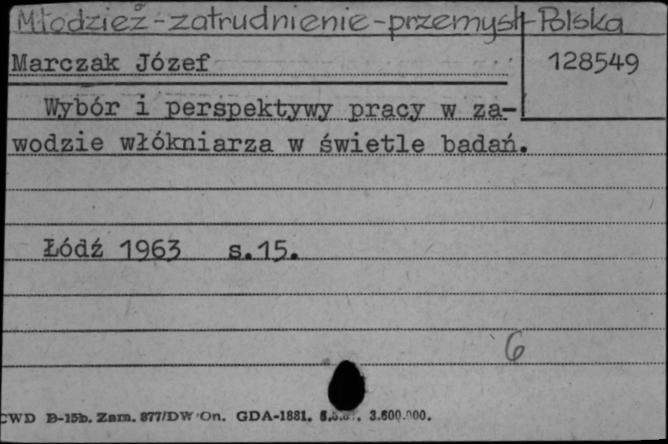 Młodzież-zatrudnienie-przemysł-Polska
Marczak Józef
128549
Wybór i perspektywy pracy w za-
wodzie włókniarza w świetle badań.
Łódź 1963 s.15.
6
CWD B-15b. Zam. 877/DW On. GDA-1881. 3.600.000.